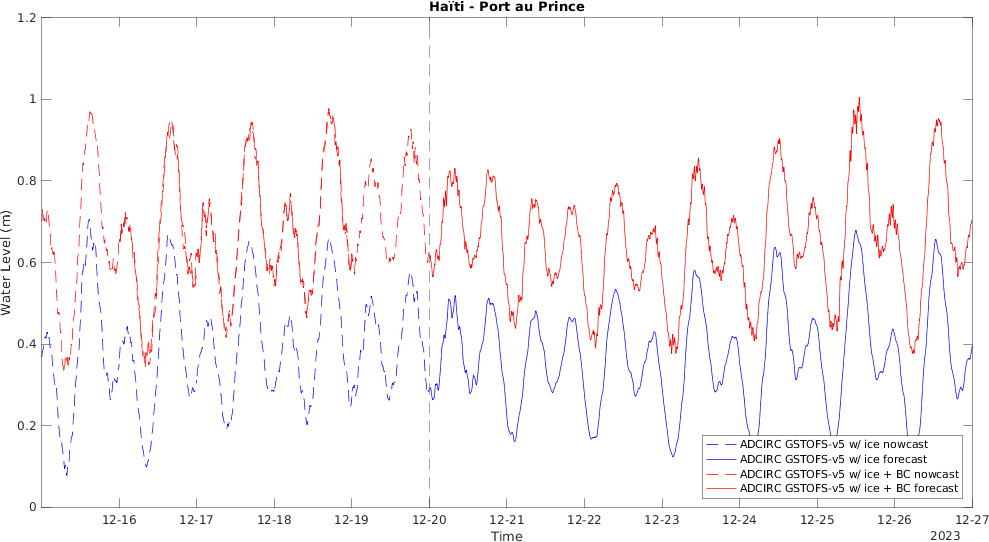 Haïti - Port au Prince
1.2
1
0.8
0.6
0.4
0.2
0
Water Level (m)
ADCIRC GSTOFS-v5 w/ ice nowcast
ADCIRC GSTOFS-v5 w/ ice forecast
ADCIRC GSTOFS-v5 w/ ice + BC nowcast
ADCIRC GSTOFS-v5 w/ ice + BC forecast
12-16 12-17 12-18 12-19 12-20 12-21 12-22 12-23 12-24 12-25 12-26 12-27
Time
2023